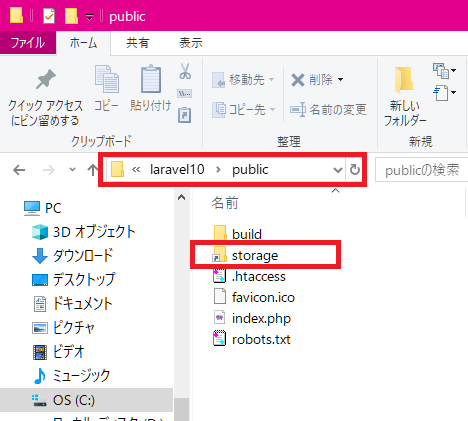 public
ファイル ホーム 共有 表示
クイック アクセス
にピン留めする
コピー 貼り付け
移動先 削除
コピー先 名前の変更
新しい
フォルダー
クリップボード 整理 新規
« laravel10 › public
publicの検索
PC
3D オブジェクト
ダウンロード
デスクトップ
ドキュメント
ピクチャ
ビデオ
ミュージック
OS (C:)
名前
build
storage
.htaccess
favicon.ico
index.php
robots.txt